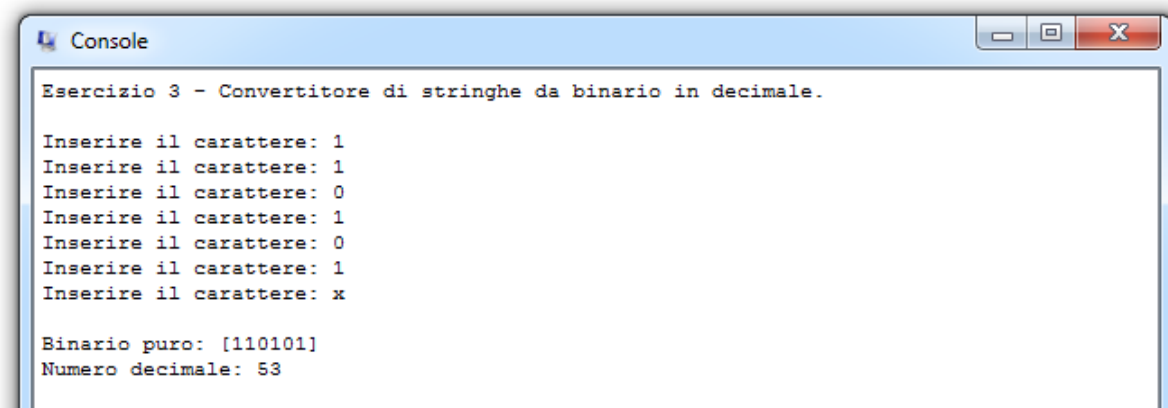 Console
Esercizio 3 - Convertitore di stringhe da binario in decimale.
Inserire il carattere: 1
Inserire il carattere: 1
Inserire il carattere: 0
Inserire il carattere: 1
Inserire il carattere: 0
Inserire il carattere: 1
Inserire il carattere: x
Binario puro: [110101]
Numero decimale: 53